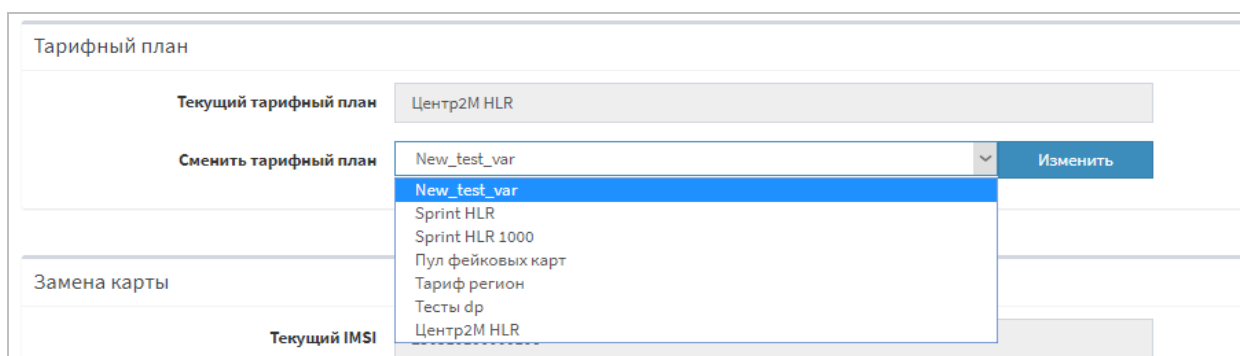 Тарифный план
Текущий тарифный план Центр2М HLR
Сменить тарифный план New_test_var Изменить
New_test_var
Sprint HLR
Sprint HLR 1000
Пул фейковых карт
Тариф регион
Тесты dp
Центр2М HLR
Замена карты
Текущий IMSI